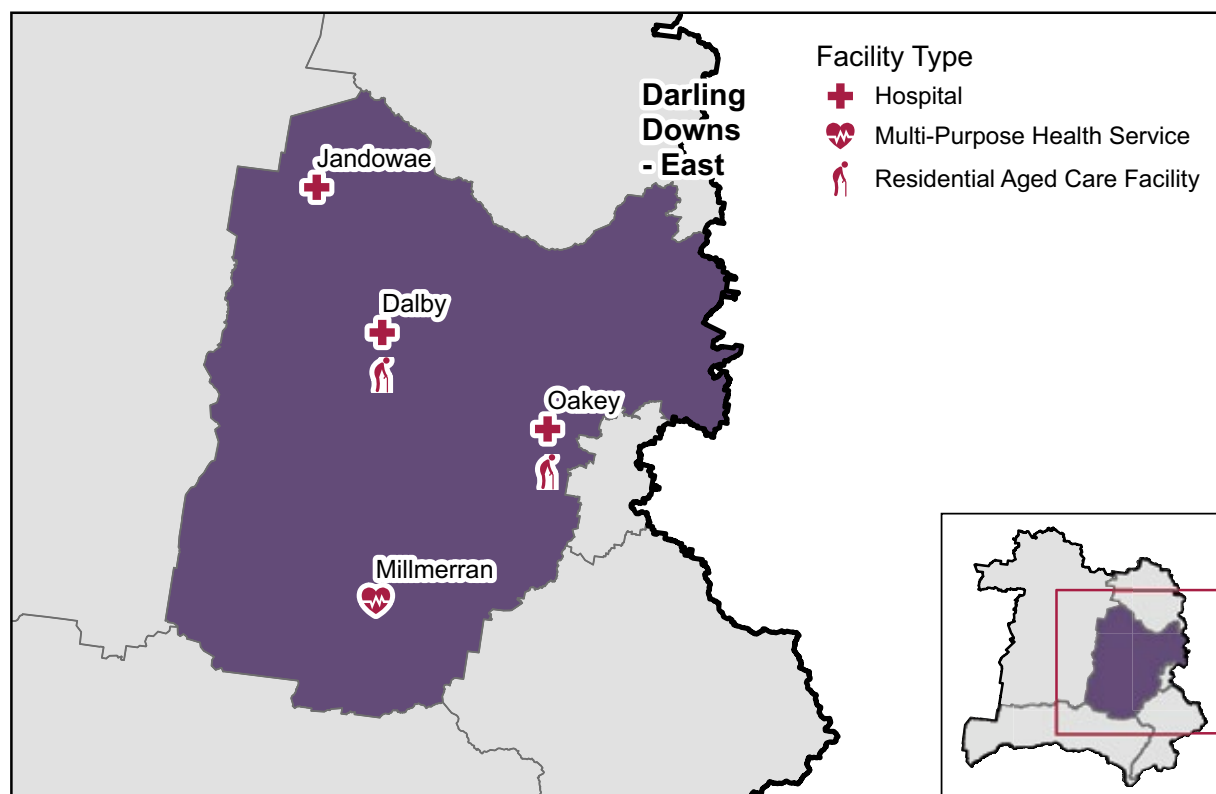 Darling
Downs
- East
Facility Type
Hospital
Multi-Purpose Health Service
Residential Aged Care Facility
Jandowae
Dalby
Oakey
Millmerran